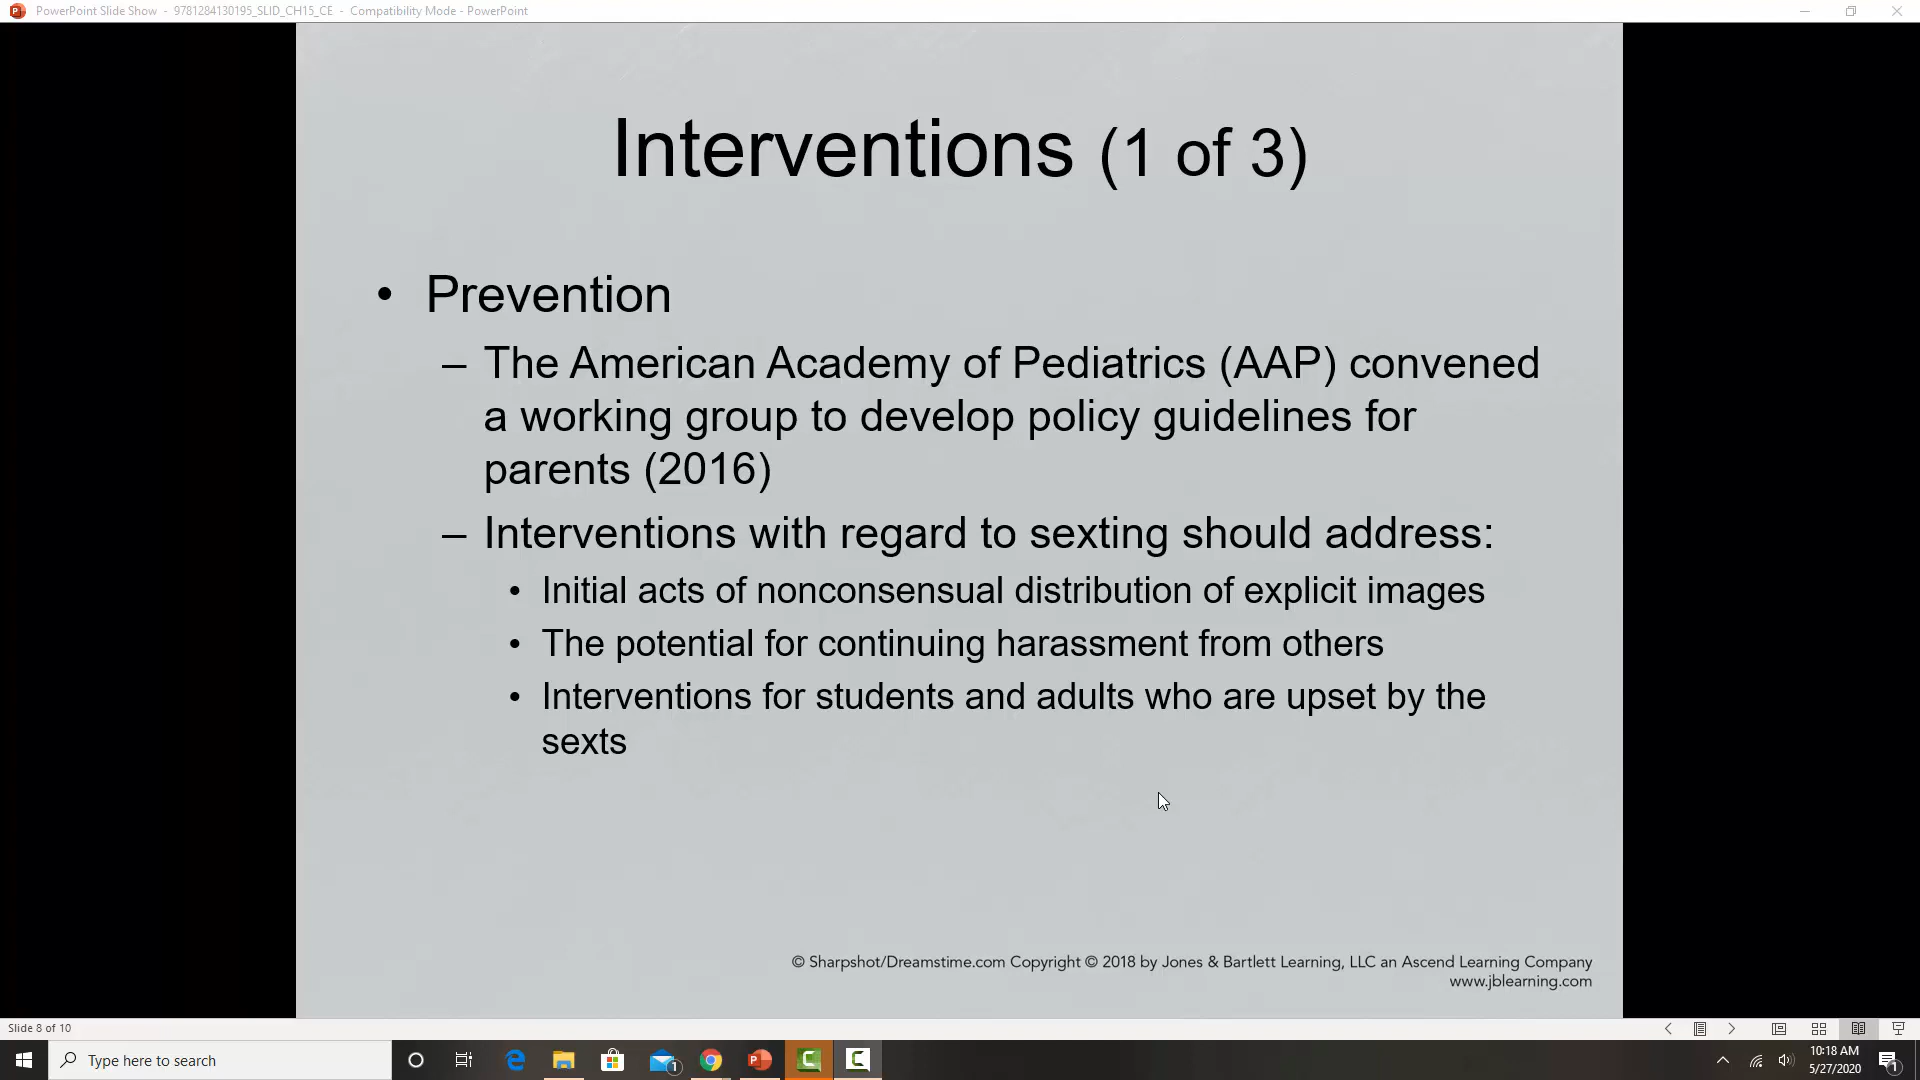 PowerPoint Slide Show - 9781284130195_SLID_CH15_CE - Compatibility Mode - PowerPoint
Interventions (1 of 3)
• Prevention
– The American Academy of Pediatrics (AAP) convened
a working group to develop policy guidelines for
parents (2016)
– Interventions with regard to sexting should address:
• Initial acts of nonconsensual distribution of explicit images
• The potential for continuing harassment from others
• Interventions for students and adults who are upset by the
sexts
© Sharpshot/Dreamstime.com Copyright © 2018 by Jones & Bartlett Learning, LLC an Ascend Learning Company
www.jblearning.com
Slide 8 of 10
Type here to search
1
10:18 AM
5/27/2020
1